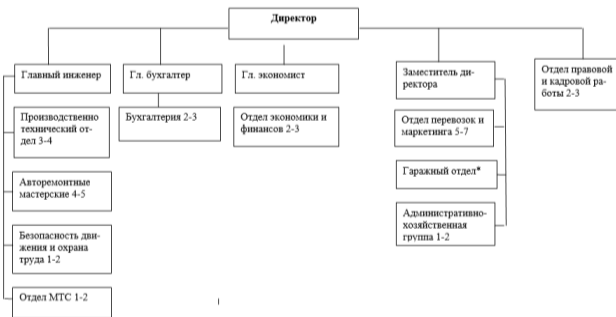 Директор
Главный инженер
Гл. бухгалтер
Гл. экономист
Заместитель ди-
ректора
Отдел правовой
и кадровой ра-
боты 2-3
Производственно
технический от-
дел 3-4
Бухгалтерия 2-3
Отдел экономики и
финансов 2-3
Отдел перевозок и
маркетинга 5-7
Авторемонтные
мастерские 4-5
Гаражный отдел*
Безопасность дви-
жения и охрана
труда 1-2
Административно-
хозяйственная
группа 1-2
Отдел МТС 1-2